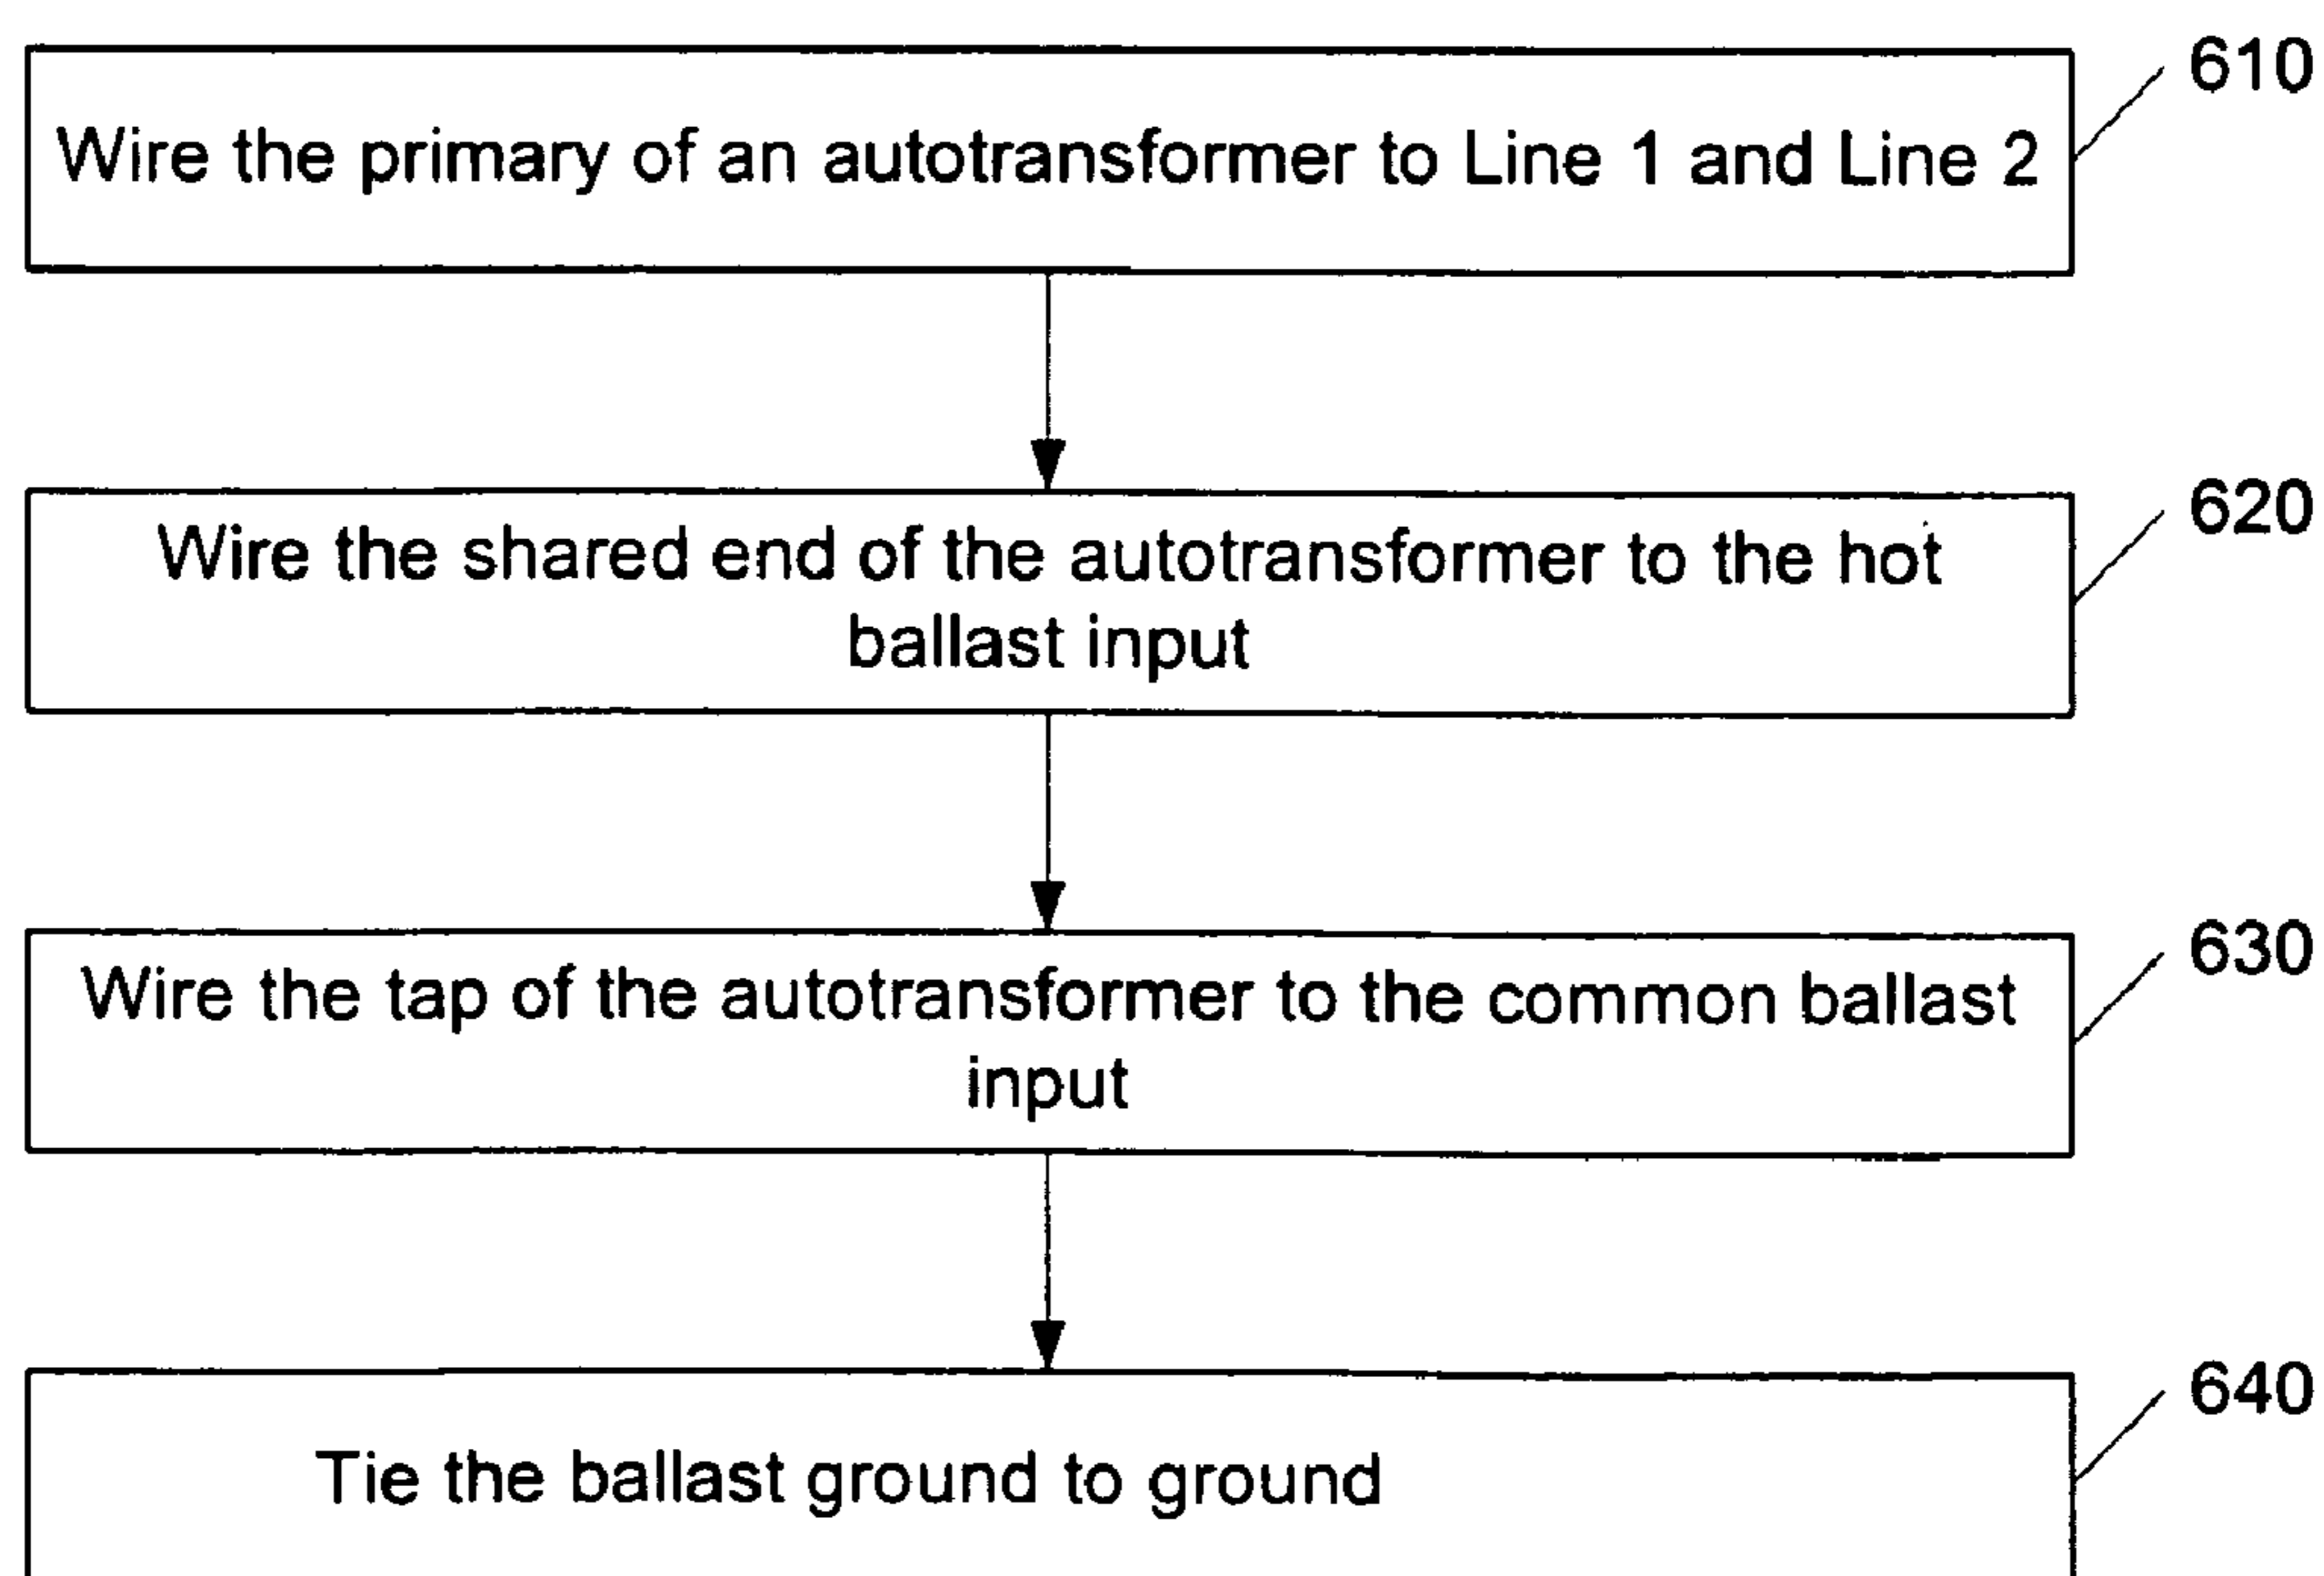 610
Wire the primary of an autotransformer to Line 1 and Line 2
620
Wire the shared end of the autotransformer to the hot
ballast input
630
Wire the tap of the autotransformer to the common ballast
input
640
Tie the ballast ground to ground